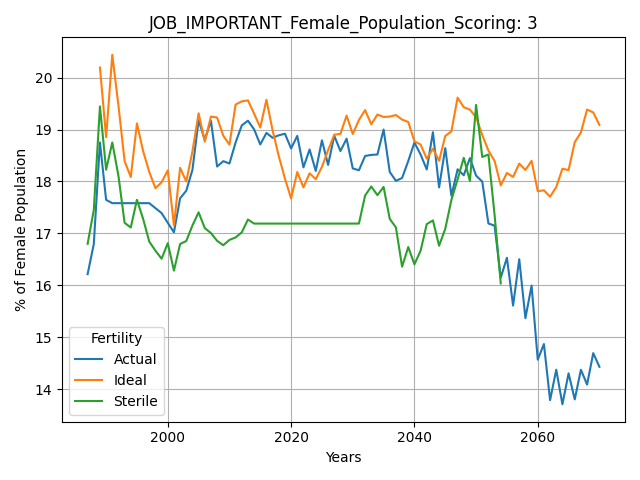 JOB_IMPORTANT_Female_Population_Scoring: 3
% of Female Population
20
19
18
17
16
15
14
Fertility
Actual
Ideal
Sterile
2000
2020
2040
2060
Years